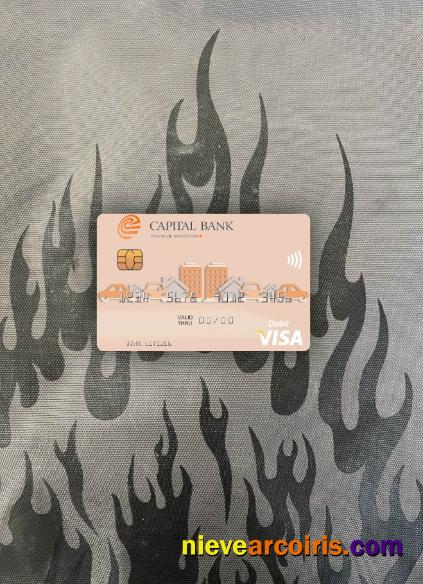 CAPITAL BANK
1234 5678 9012 3456
VALID
THRU 00/00
Debit
VISA
JOHN CITIZEN
nievearcoiris.com